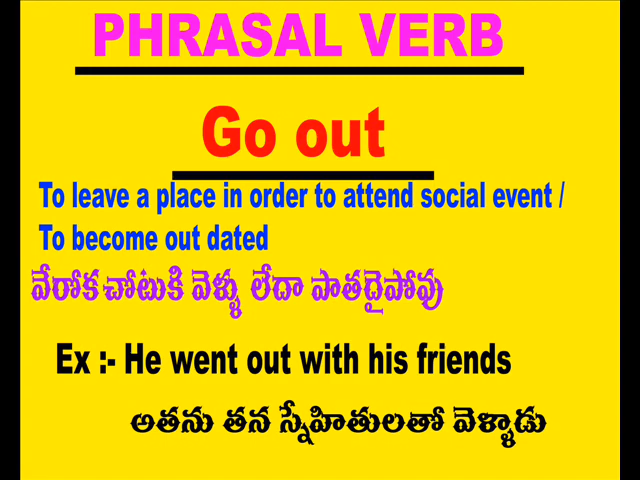 PHRASAL VERB
Go out
To leave a place in order to attend social event /
To become out dated
వేరోకచోటుకి వెళ్ళు లేదా పాతదైపోవు
Ex :- He went out with his friends
అతను తన స్నేహితులతో వెళ్ళాడు